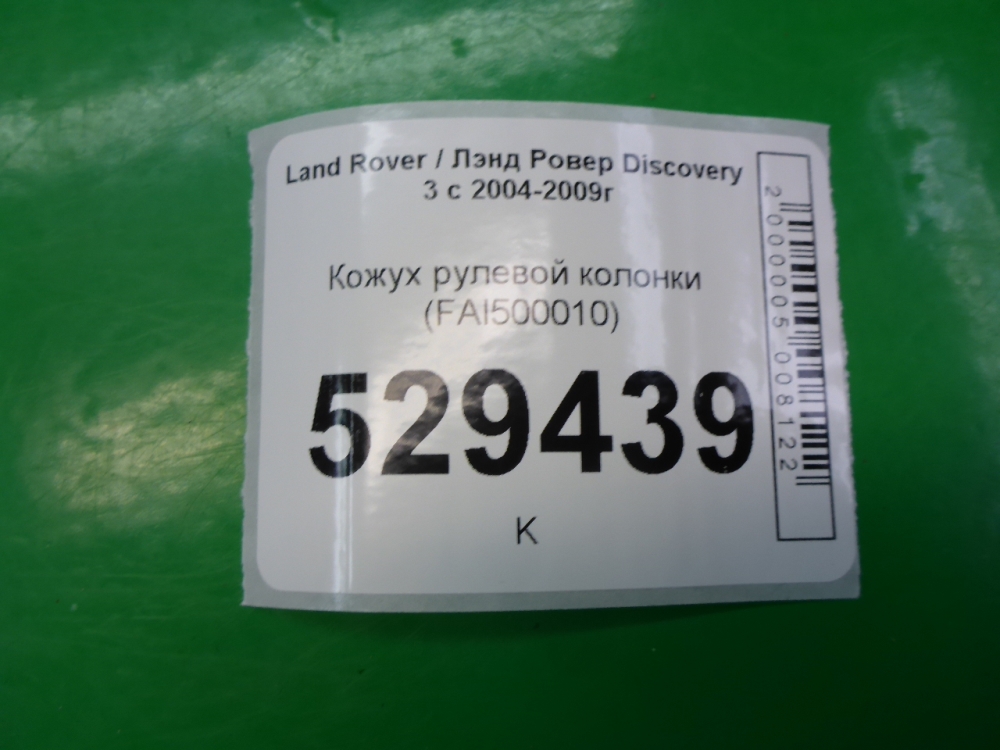 Land Rover / Лэнд Ровер Discovery
3 с 2004-2009г
Кожух рулевой колонки
(FAI500010)
529439
К
2000005008122